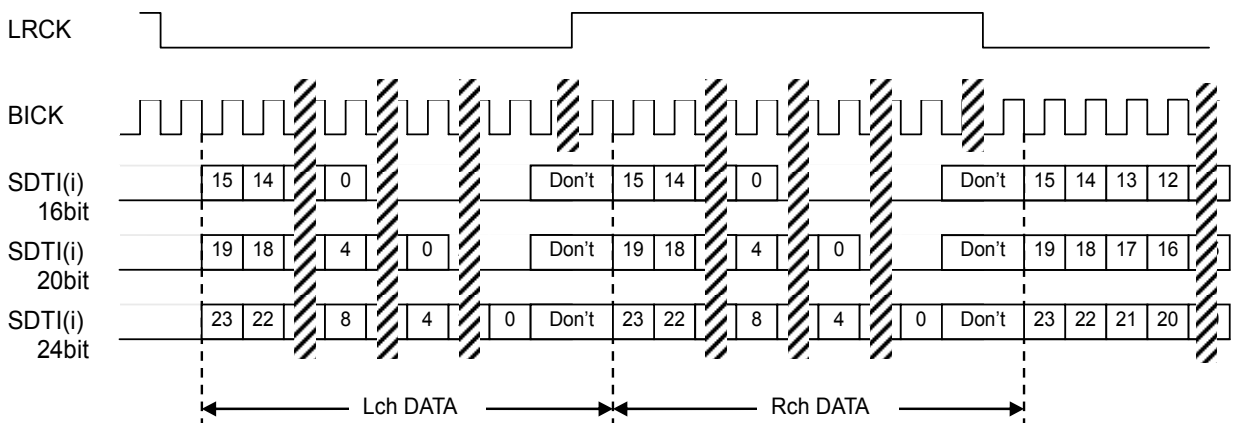 LRCK
BICK
SDTI(i) 15 14 0 Don't 15 14 0 Don't 15 14 13 12
16bit
SDTI(i) 19 18 4 0 Don't 19 18 4 0 Don't 19 18 17 16
20bit
SDTI(i) 23 22 8 4 0 Don't 23 22 8 4 0 Don't 23 22 21 20
24bit
Lch DATA Rch DATA